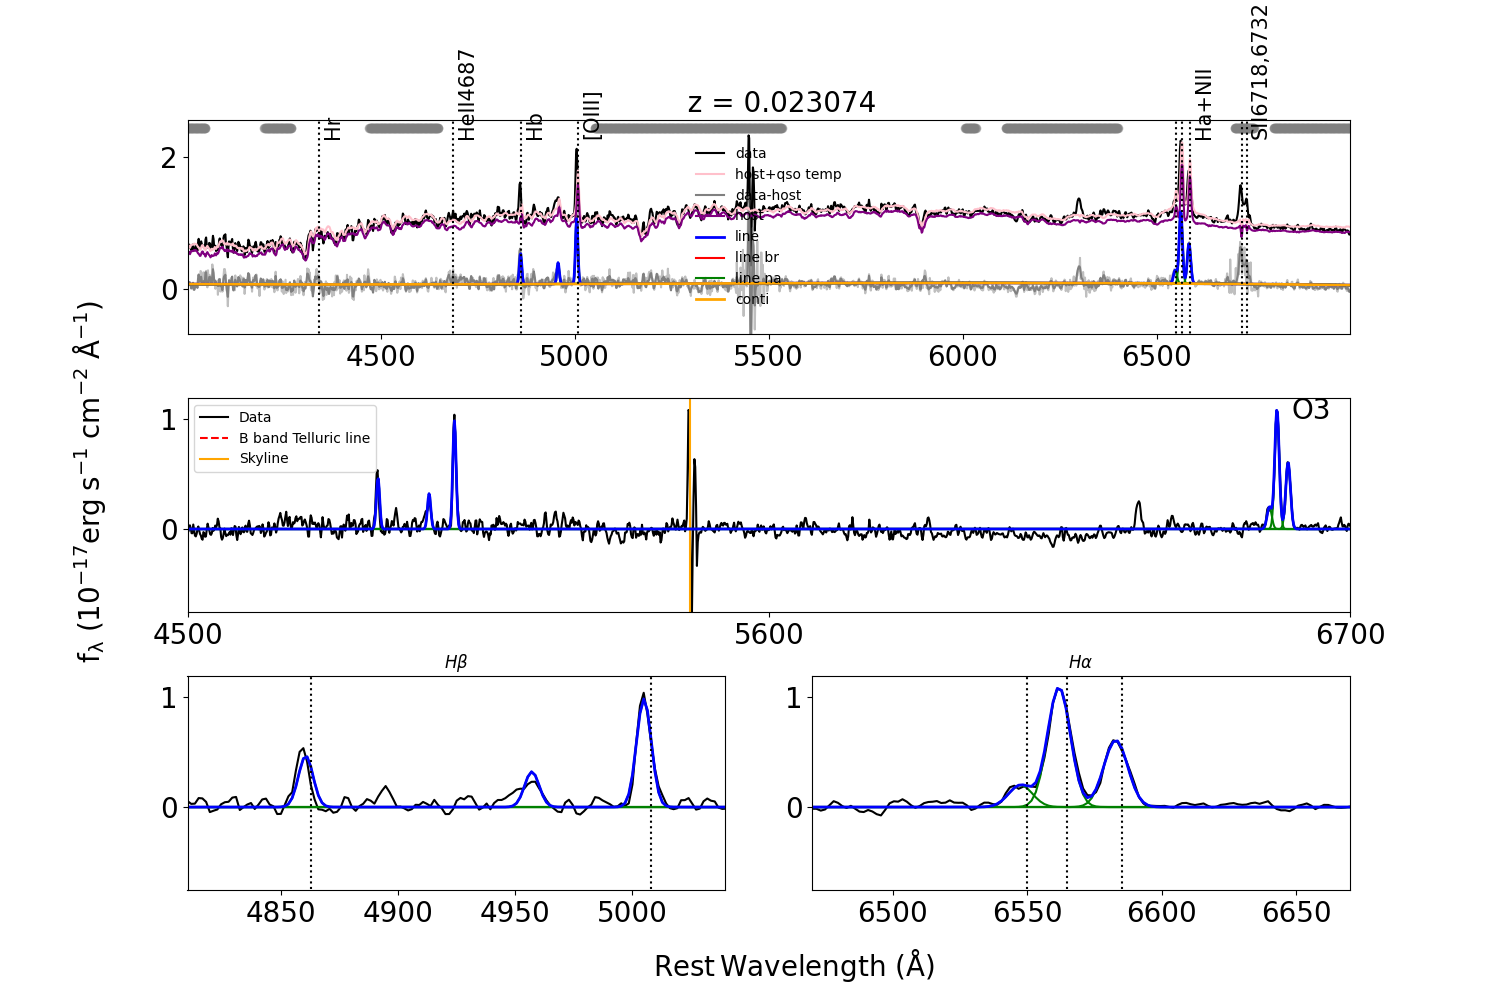 z = 0.023074
Hr
HeII4687
Hb
[OIII]
Ha+NII
SII6718,6732
data
host+qso temp
data-host
host
line
line br
line na
conti
2
0
4500 5000 5500 6000 6500
Data
B band Telluric line
Skyline
O3
1
0
4500 5600 6700
Hβ
1
0
4850 4900 4950 5000
Hα
1
0
6500 6550 6600 6650
fλ (10⁻¹⁷erg s⁻¹ cm⁻² Å⁻¹)
Rest Wavelength (Å)